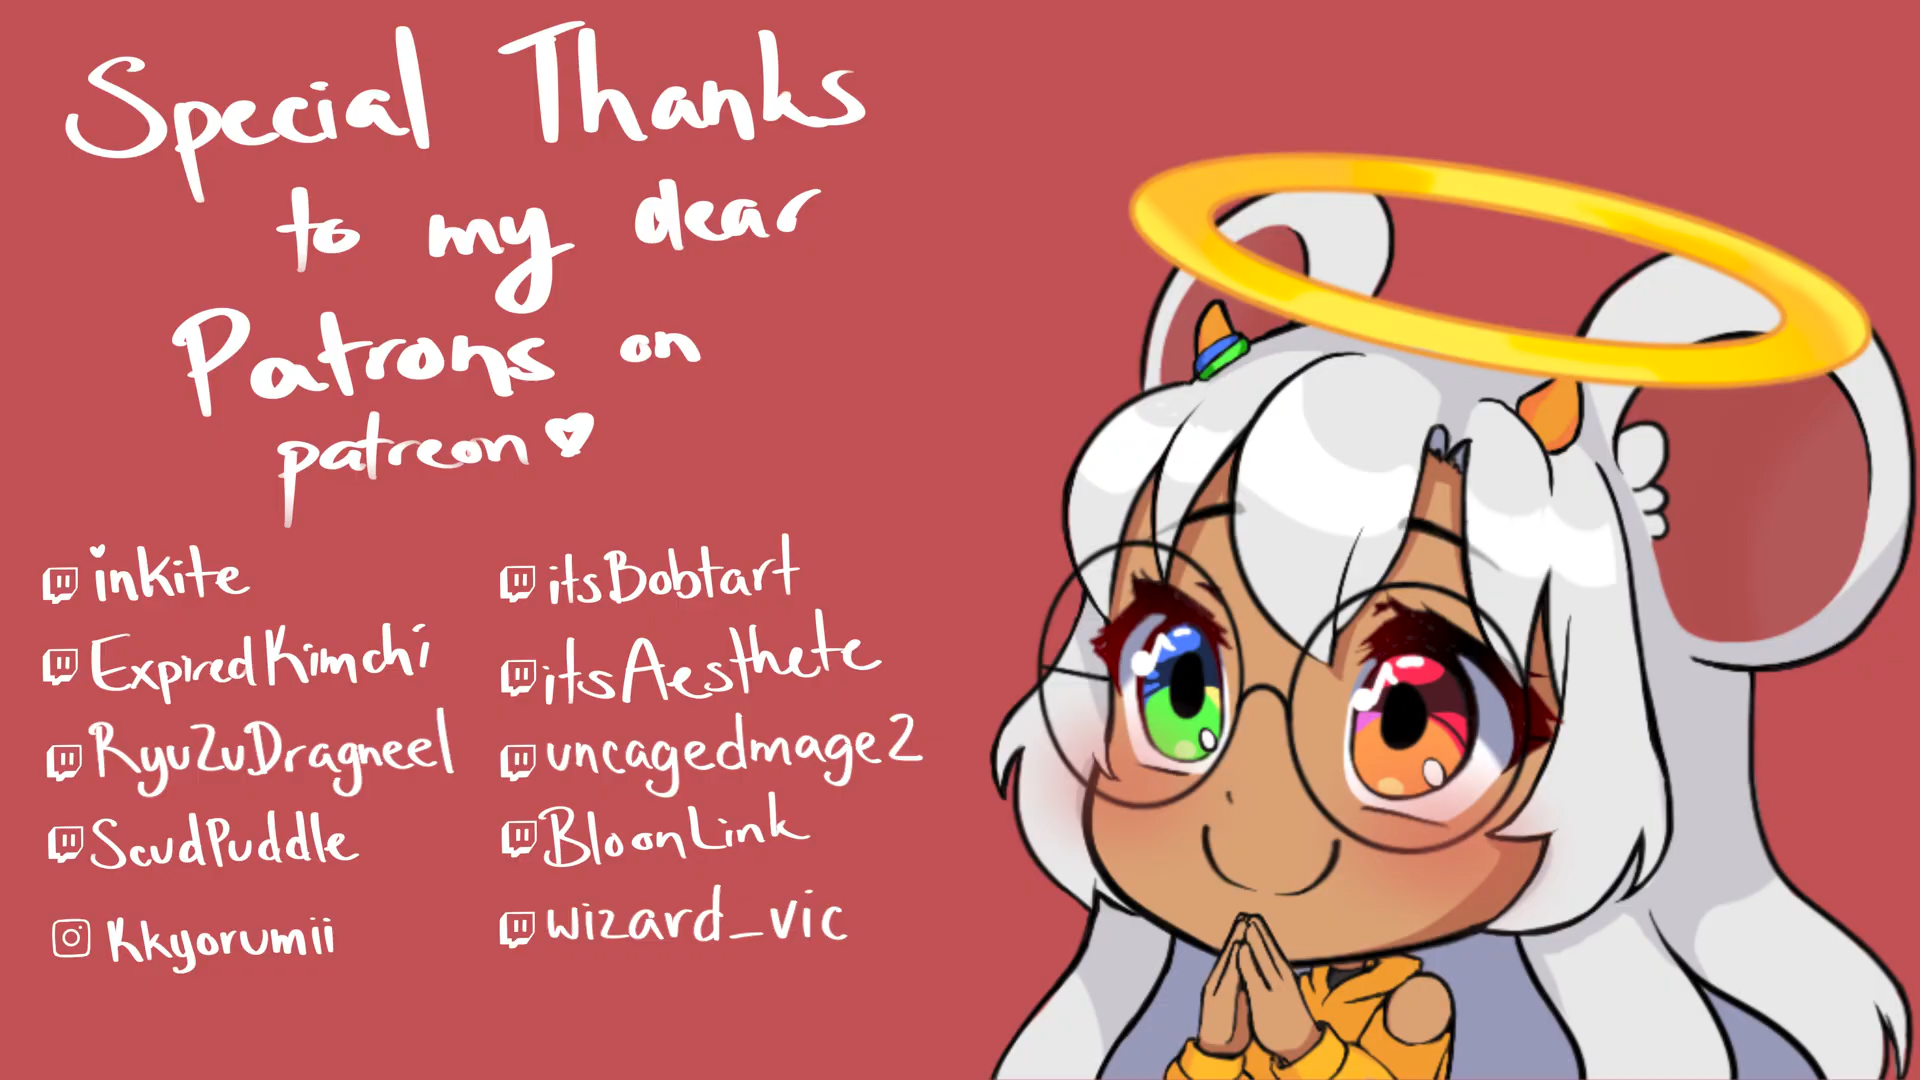 Special Thanks
to my dear
Patrons on
patreon
inkite
ExpiredKimchi
RyuZuDragneel
ScudPuddle
Kkyorumii
itsBobtart
itsAesthete
uncagedmage2
BloonLink
wizard_vic